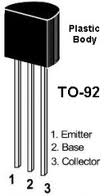 Plastic
Body
TO-92
1. Emitter
2. Base
3. Collector
1 2 3